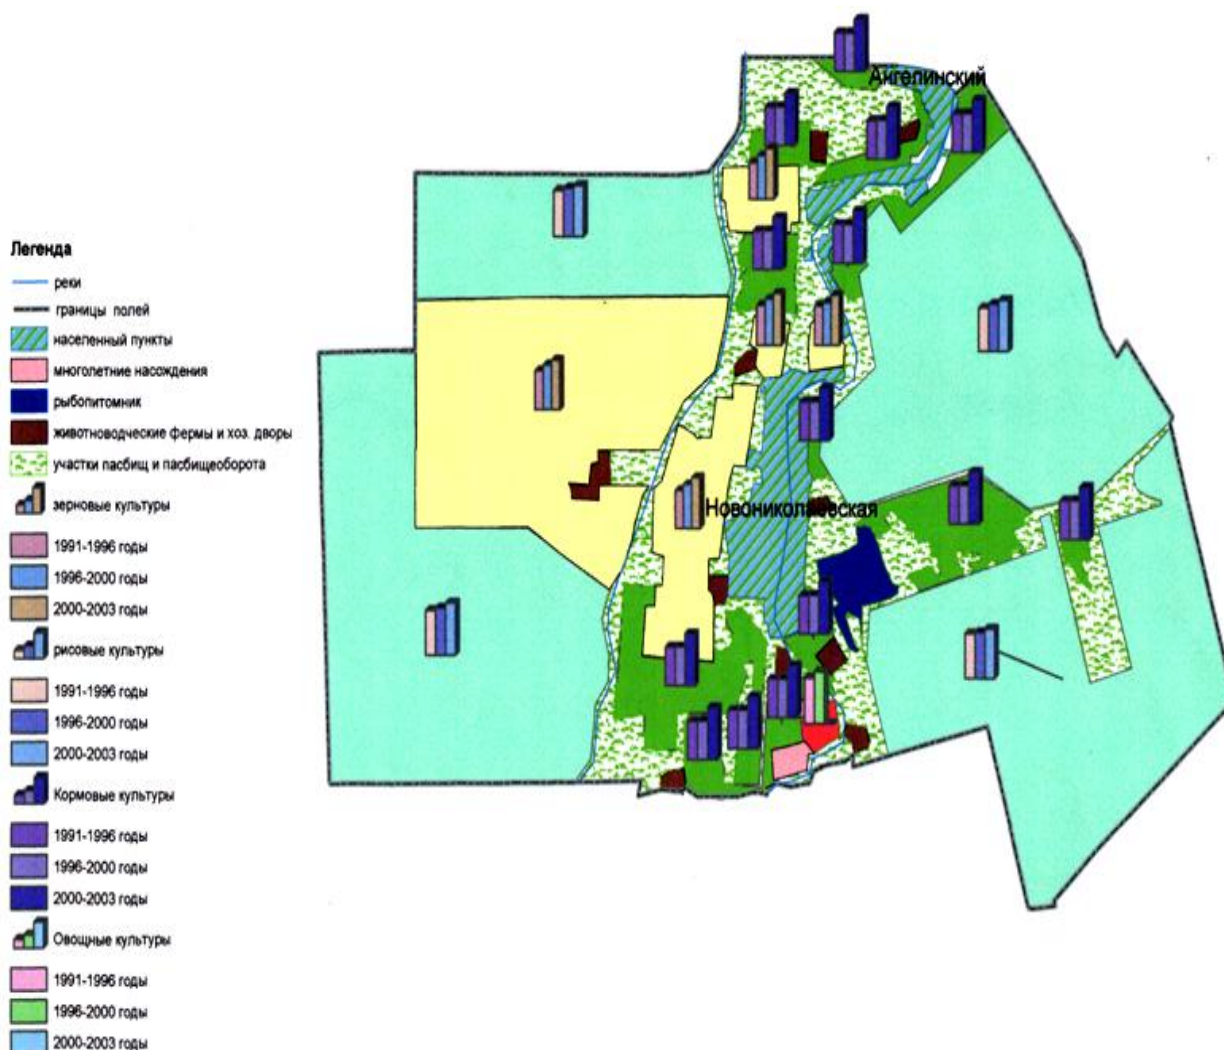 Ангелинский
Новониколаевская
Легенда
реки
границы полей
населенный пункты
многолетние насождения
рыбопитомник
животноводческие фермы и хоз. дворы
участки пасбищ и пасбищеоборота
зерновые культуры
1991-1996 годы
1996-2000 годы
2000-2003 годы
рисовые культуры
1991-1996 годы
1996-2000 годы
2000-2003 годы
Кормовые культуры
1991-1996 годы
1996-2000 годы
2000-2003 годы
Овощные культуры
1991-1996 годы
1996-2000 годы
2000-2003 годы